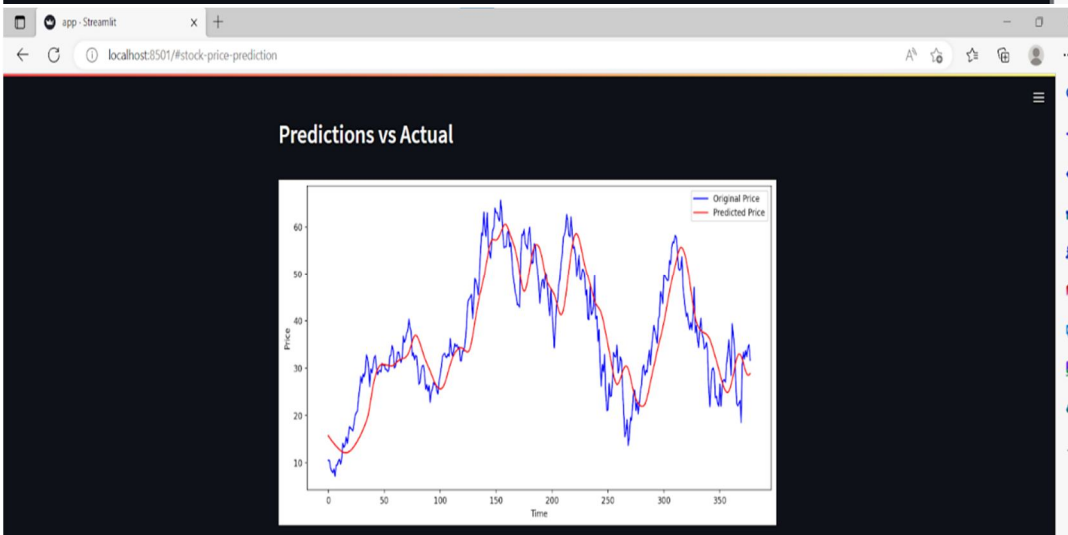 app · Streamlit
localhost:8501/#stock-price-prediction
Predictions vs Actual
Original Price
Predicted Price
60
50
40
30
20
10
Price
0 50 100 150 200 250 300 350
Time